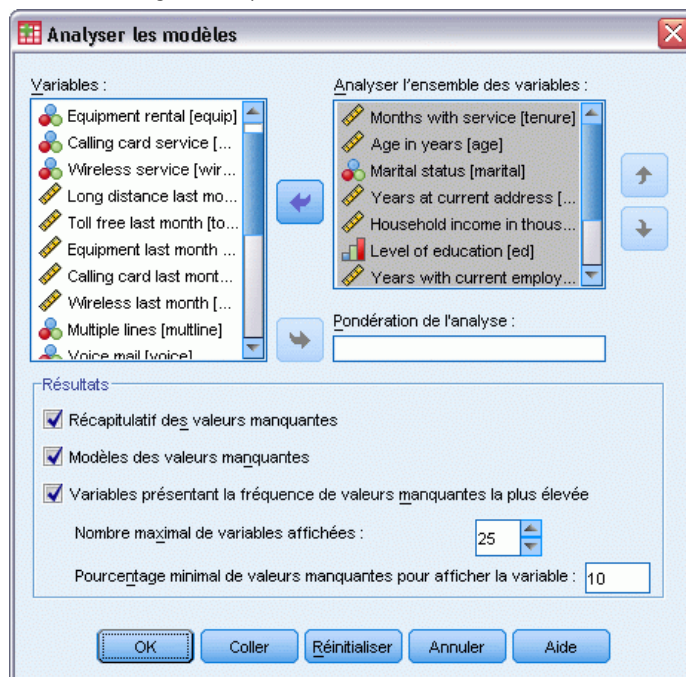 Analyser les modèles
Variables :
Equipment rental [equip]
Calling card service [...
Wireless service [wir...
Long distance last mo...
Toll free last month [to...
Equipment last month ...
Calling card last mont...
Wireless last month [...
Multiple lines [multline]
Voice mail [voice]
Analyser l'ensemble des variables :
Months with service [tenure]
Age in years [age]
Marital status [marital]
Years at current address [...
Household income in thous...
Level of education [ed]
Years with current employ...
Pondération de l'analyse :
Résultats
Récapitulatif des valeurs manquantes
Modèles des valeurs manquantes
Variables présentant la fréquence de valeurs manquantes la plus élevée
Nombre maximal de variables affichées : 25
Pourcentage minimal de valeurs manquantes pour afficher la variable : 10
OK Coller Réinitialiser Annuler Aide